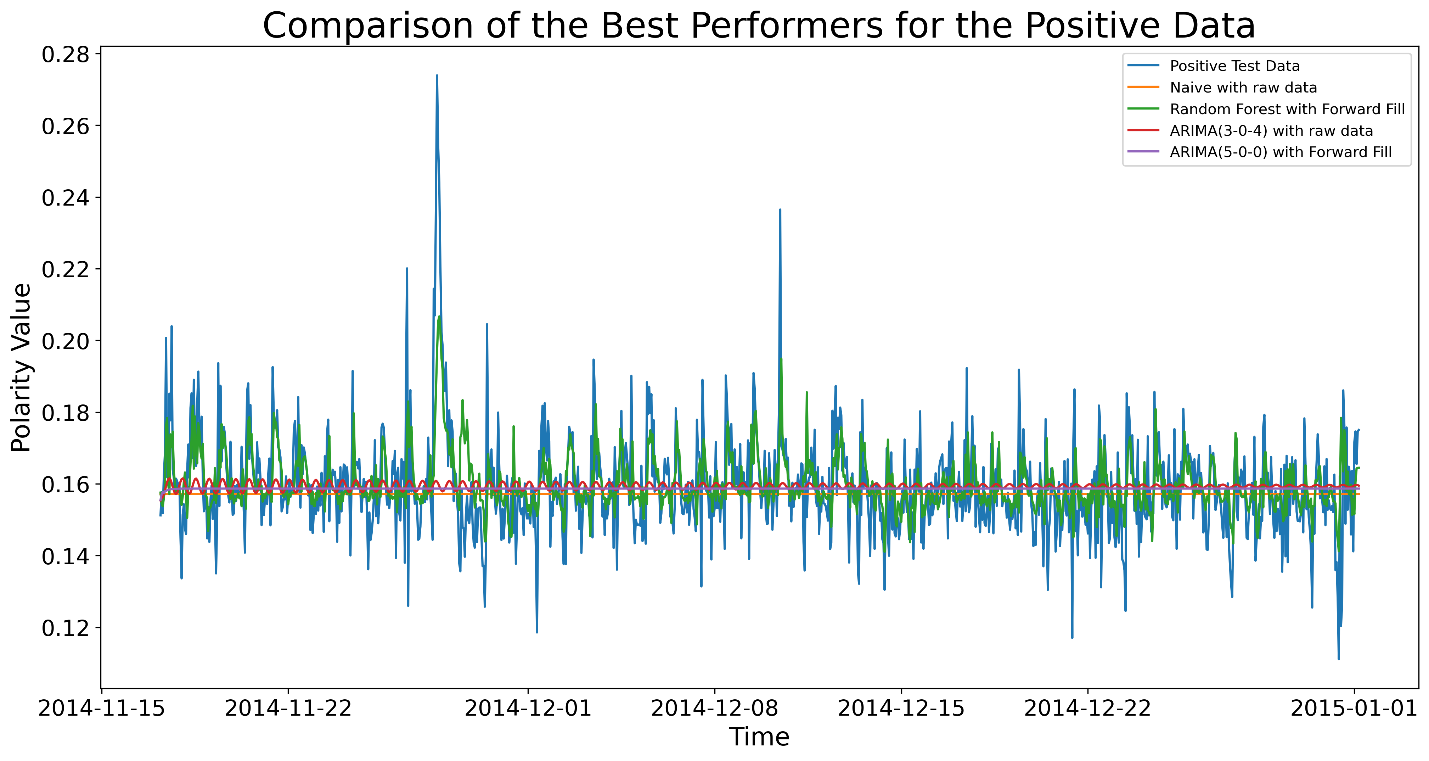 Comparison of the Best Performers for the Positive Data
Positive Test Data
Naive with raw data
Random Forest with Forward Fill
ARIMA(3-0-4) with raw data
ARIMA(5-0-0) with Forward Fill
Polarity Value
0.28
0.26
0.24
0.22
0.20
0.18
0.16
0.14
0.12
2014-11-15 2014-11-22 2014-12-01 2014-12-08 2014-12-15 2014-12-22 2015-01-01
Time